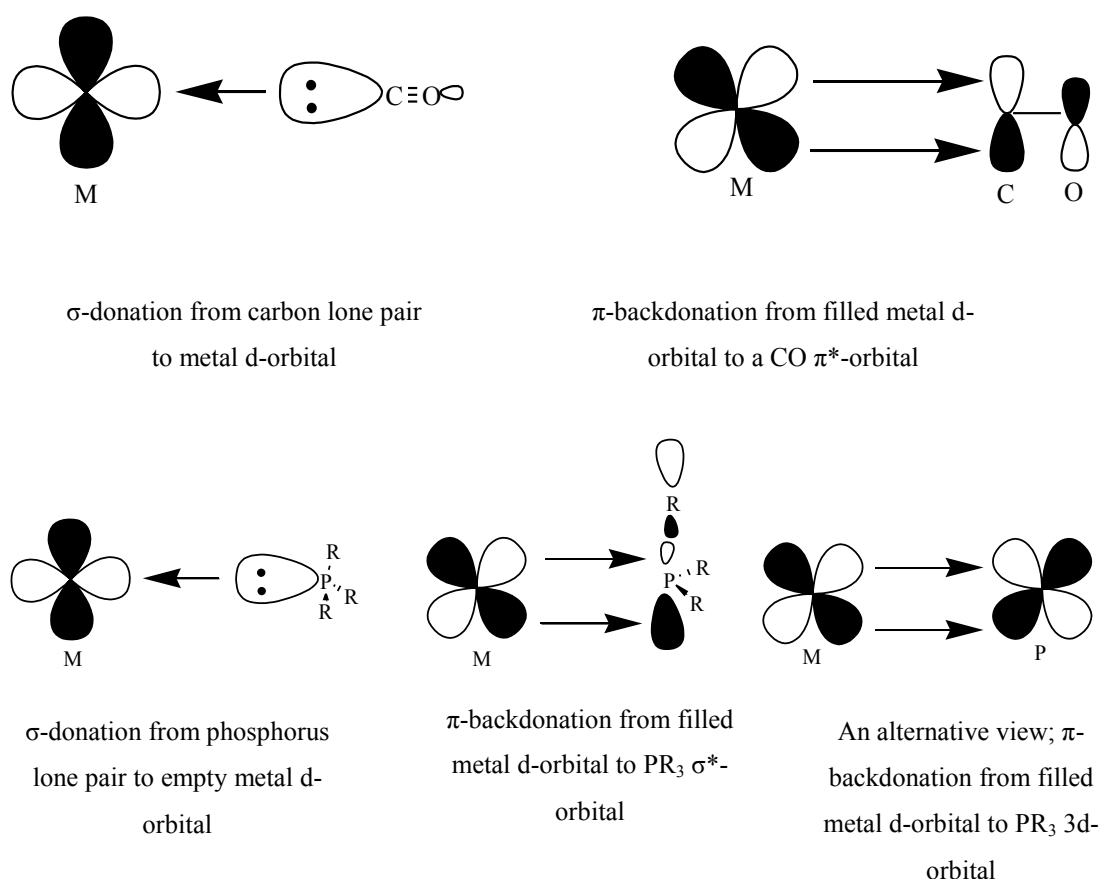 C≡O
M
M
C
O
σ-donation from carbon lone pair
to metal d-orbital
π-backdonation from filled metal d-
orbital to a CO π*-orbital
R
P
R
R
M
R
P
R
R
M
M
P
σ-donation from phosphorus
lone pair to empty metal d-
orbital
π-backdonation from filled
metal d-orbital to PR₃ σ*-
orbital
An alternative view; π-
backdonation from filled
metal d-orbital to PR₃ 3d-
orbital